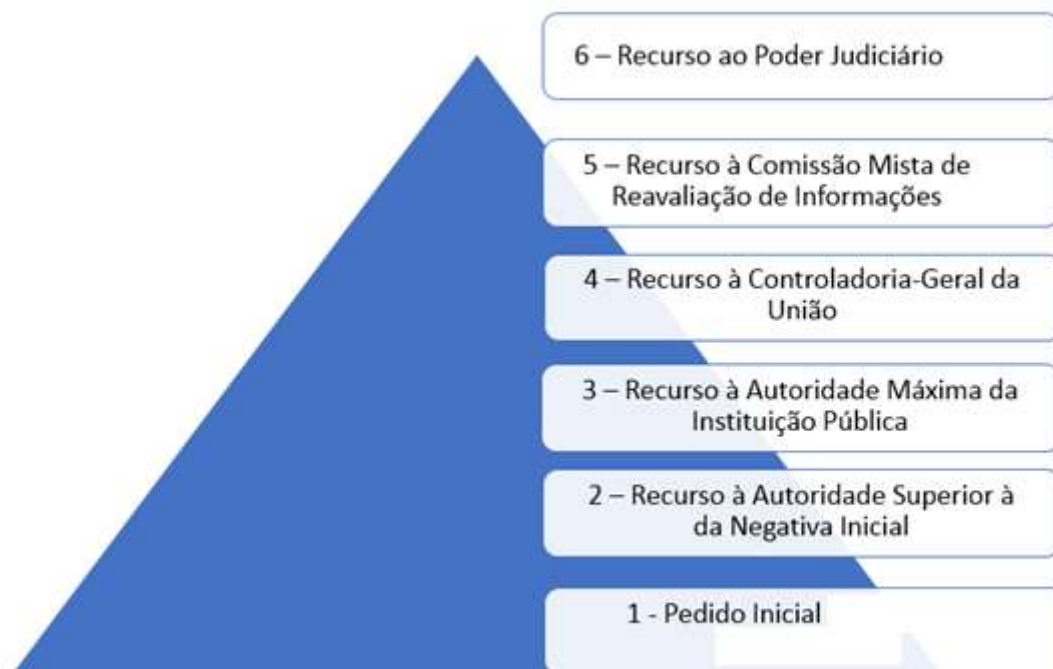 6 – Recurso ao Poder Judiciário
5 – Recurso à Comissão Mista de
Reavaliação de Informações
4 – Recurso à Controladoria-Geral da
União
3 – Recurso à Autoridade Máxima da
Instituição Pública
2 – Recurso à Autoridade Superior à
da Negativa Inicial
1 - Pedido Inicial